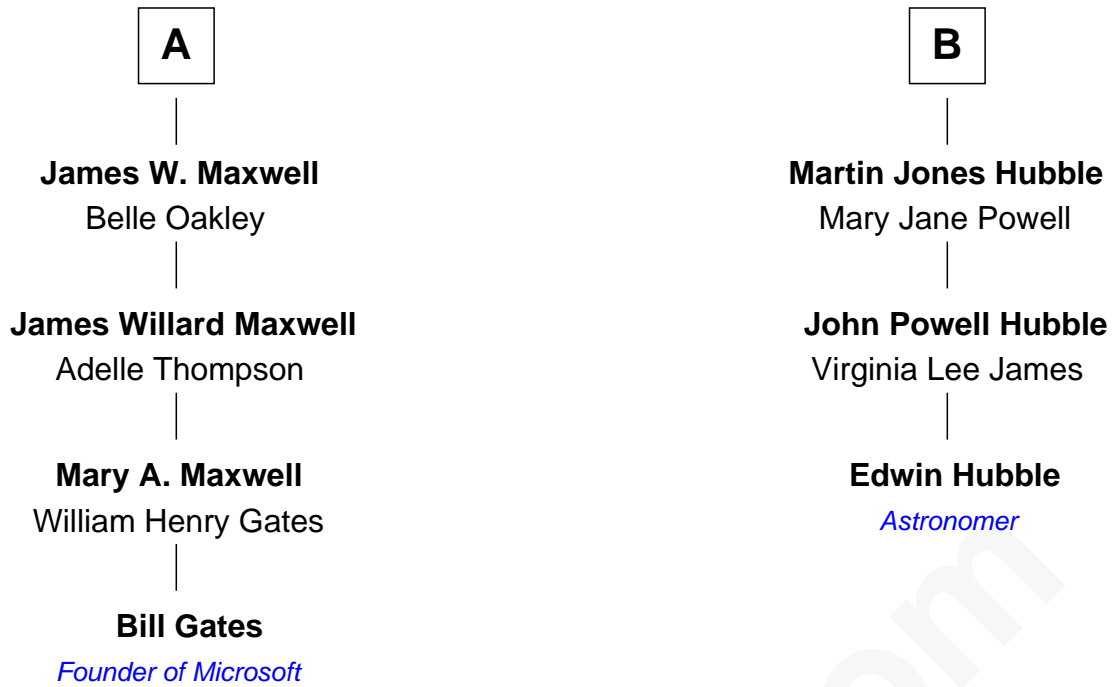 A
James W. Maxwell
Belle Oakley
James Willard Maxwell
Adelle Thompson
Mary A. Maxwell
William Henry Gates
Bill Gates
Founder of Microsoft
B
Martin Jones Hubble
Mary Jane Powell
John Powell Hubble
Virginia Lee James
Edwin Hubble
Astronomer
om